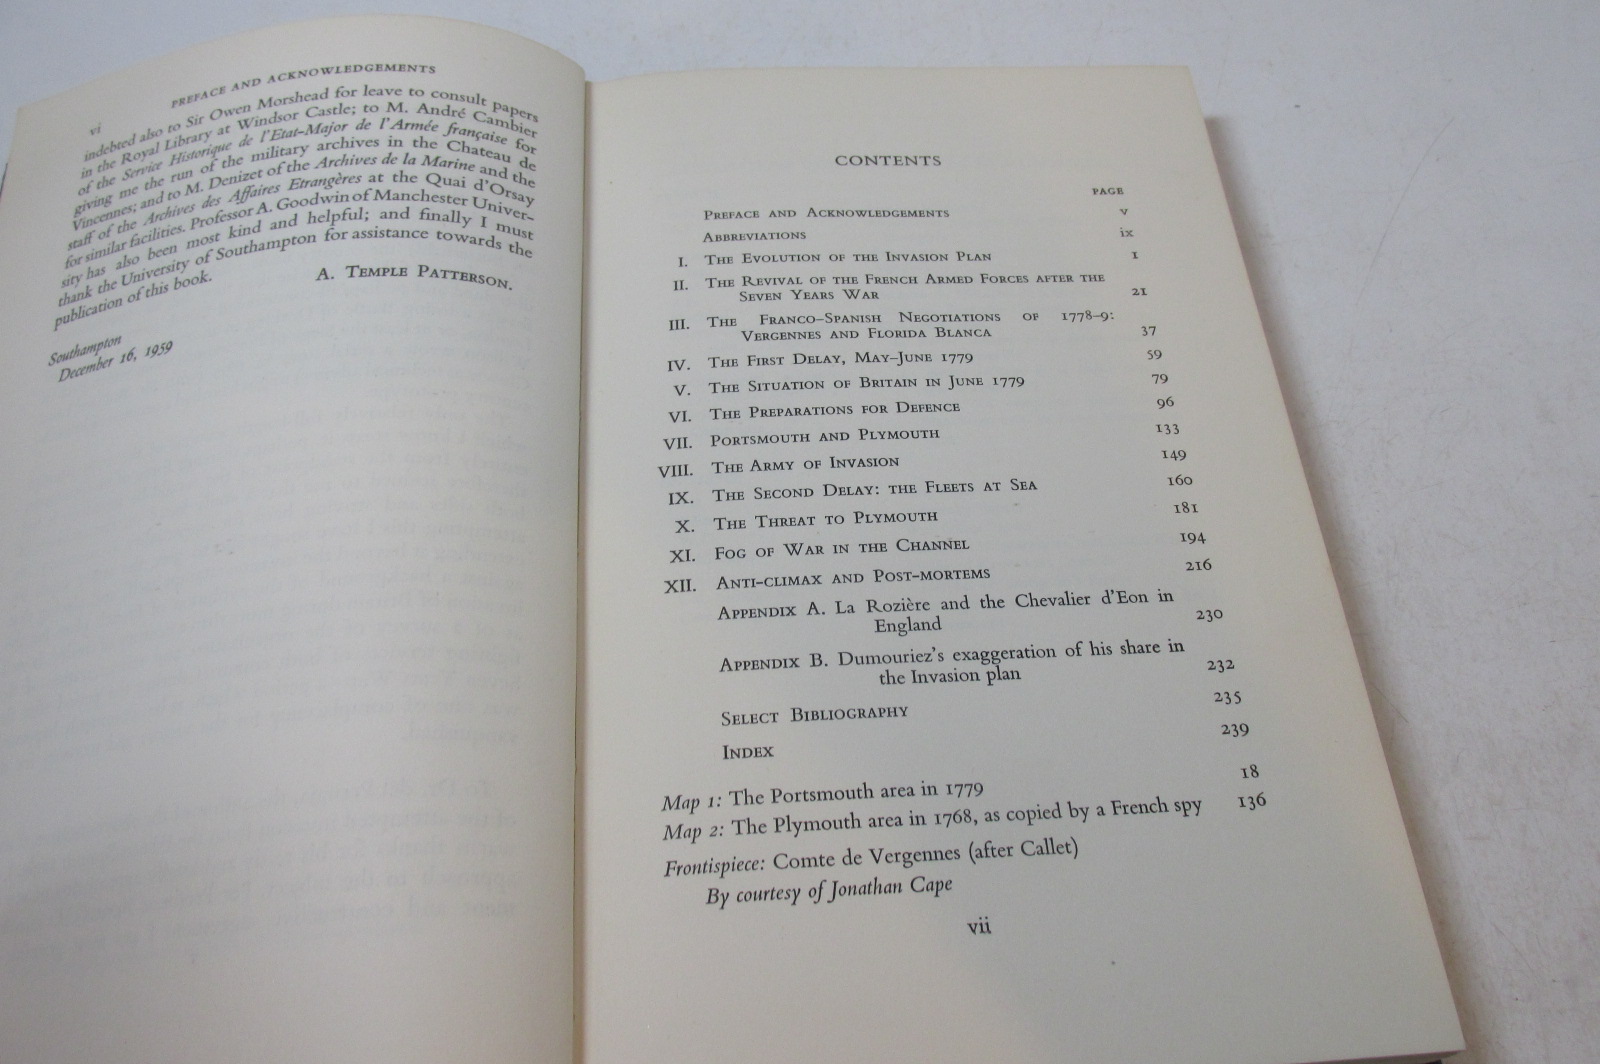 vi
PREFACE AND ACKNOWLEDGEMENTS
indebted also to Sir Owen Morshead for leave to consult papers
in the Royal Library at Windsor Castle; to M. André Cambier
of the Service Historique de l'Etat-Major de l'Armée française for
giving me the run of the military archives in the Chateau de
Vincennes; and to M. Denizet of the Archives de la Marine and the
staff of the Archives des Affaires Etrangères at the Quai d'Orsay
for similar facilities. Professor A. Goodwin of Manchester Univer-
sity has also been most kind and helpful; and finally I must
thank the University of Southampton for assistance towards the
publication of this book.
A. TEMPLE PATTERSON.
Southampton
December 16, 1959
CONTENTS
PAGE
PREFACE AND ACKNOWLEDGEMENTS v
ABBREVIATIONS ix
I. THE EVOLUTION OF THE INVASION PLAN 1
II. THE REVIVAL OF THE FRENCH ARMED FORCES AFTER THE
SEVEN YEARS WAR 21
III. THE FRANCO-SPANISH NEGOTIATIONS OF 1778-9:
VERGENNES AND FLORIDA BLANCA 37
IV. THE FIRST DELAY, MAY-JUNE 1779 59
V. THE SITUATION OF BRITAIN IN JUNE 1779 79
VI. THE PREPARATIONS FOR DEFENCE 96
VII. PORTSMOUTH AND PLYMOUTH 133
VIII. THE ARMY OF INVASION 149
IX. THE SECOND DELAY: THE FLEETS AT SEA 160
X. THE THREAT TO PLYMOUTH 181
XI. FOG OF WAR IN THE CHANNEL 194
XII. ANTI-CLIMAX AND POST-MORTEMS 216
APPENDIX A. La Rozière and the Chevalier d'Eon in
England 230
APPENDIX B. Dumouriez's exaggeration of his share in
the Invasion plan 232
SELECT BIBLIOGRAPHY 235
INDEX 239
Map 1: The Portsmouth area in 1779 18
Map 2: The Plymouth area in 1768, as copied by a French spy 136
Frontispiece: Comte de Vergennes (after Callet)
By courtesy of Jonathan Cape
vii